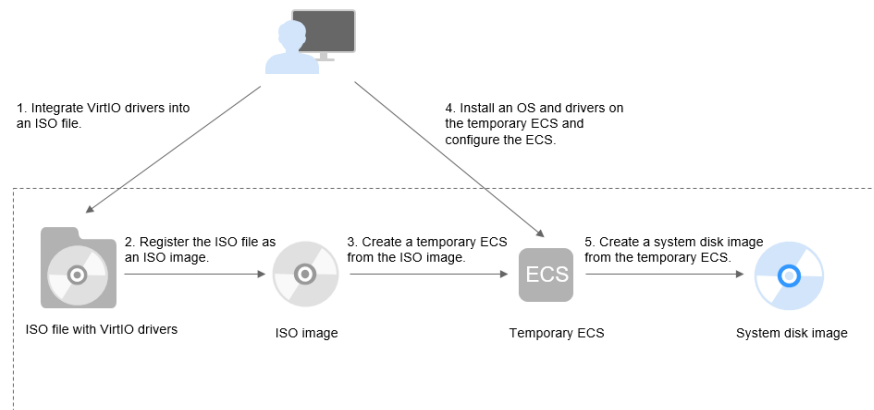 1. Integrate VirtIO drivers into
an ISO file.
4. Install an OS and drivers on
the temporary ECS and
configure the ECS.
2. Register the ISO file as
an ISO image.
3. Create a temporary ECS
from the ISO image.
ECS
5. Create a system disk image
from the temporary ECS.
ISO file with VirtIO drivers
ISO image
Temporary ECS
System disk image